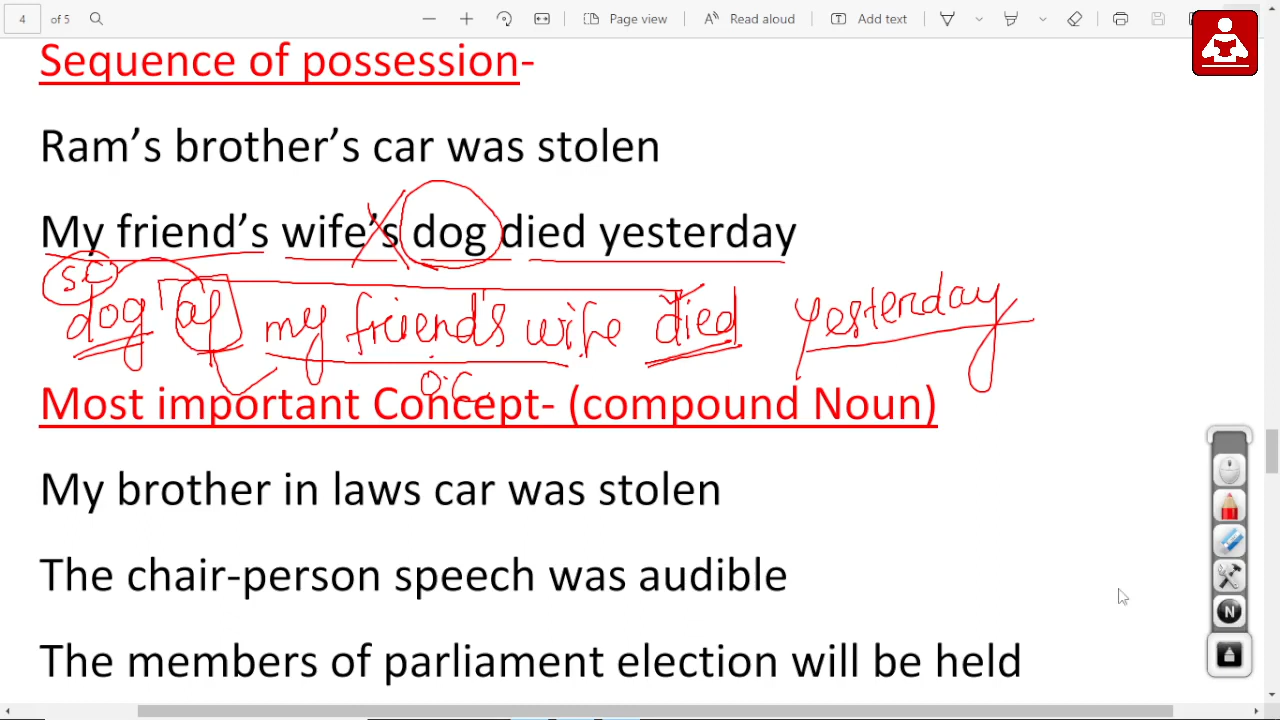 4 of 5 Page view Read aloud Add text
Sequence of possession-
Ram's brother's car was stolen
My friend's wife's dog died yesterday
S.C
dog of my friend's wife died yesterday
O.C
Most important Concept- (compound Noun)
My brother in laws car was stolen
The chair-person speech was audible
The members of parliament election will be held
N